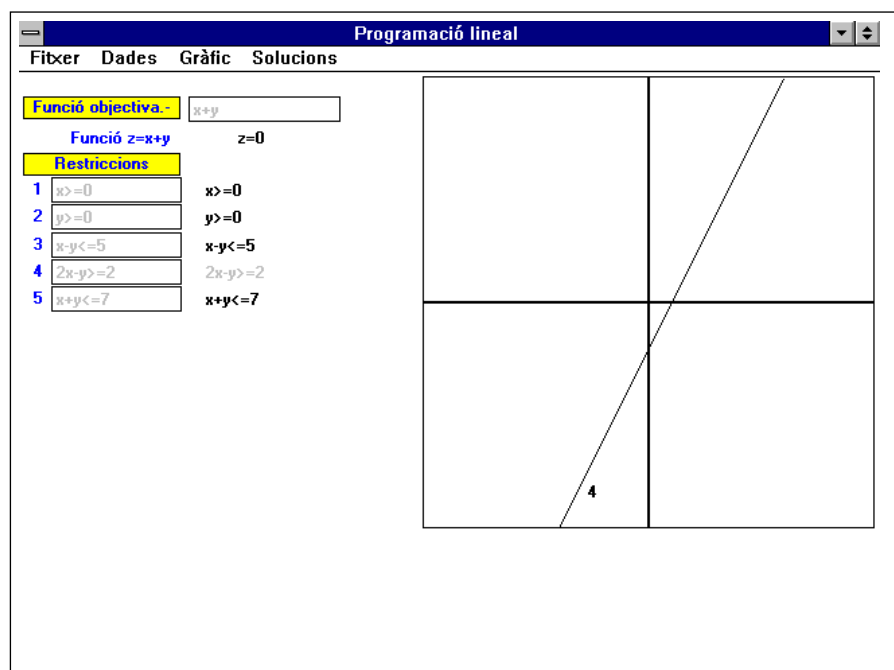 Programació lineal
Fitxer Dades Gràfic Solucions
Funció objectiva.- x+y
Funció z=x+y z=0
Restriccions
1 x>=0 x>=0
2 y>=0 y>=0
3 x-y<=5 x-y<=5
4 2x-y>=2 2x-y>=2
5 x+y<=7 x+y<=7
4